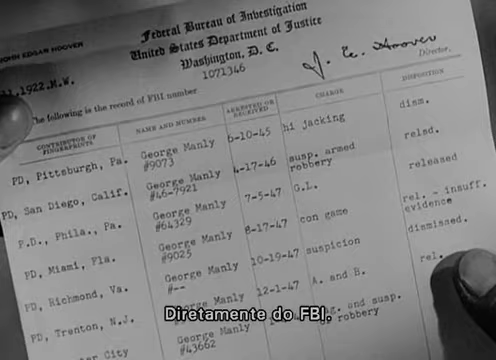 JOHN EDGAR HOOVER
Federal Bureau of Investigation
United States Department of Justice
Washington, D. C.
1071346
J. E. Hoover
Director.
1,1922.M.W.
The following is the record of FBI number
CONTRIBUTOR OF FINGERPRINTS NAME AND NUMBER ARRESTED OR RECEIVED CHARGE DISPOSITION
PD, Pittsburgh, Pa. George Manly #9073 6-10-45 hi jacking dism.
PD, San Diego, Calif. George Manly #46-7921 4-17-46 susp. armed robbery relsd.
P.D., Phila., Pa. George Manly #64329 7-5-47 G.L. released
PD, Miami, Fla. George Manly #9025 8-17-47 con game rel. - insuff. evidence
PD, Richmond, Va. George Manly #-- 10-19-47 suspicion dismissed.
PD, Trenton, N.J. George Manly 12-1-47 A. and B. rel.
City George Manly #43662 and susp. robbery
Diretamente do FBI.